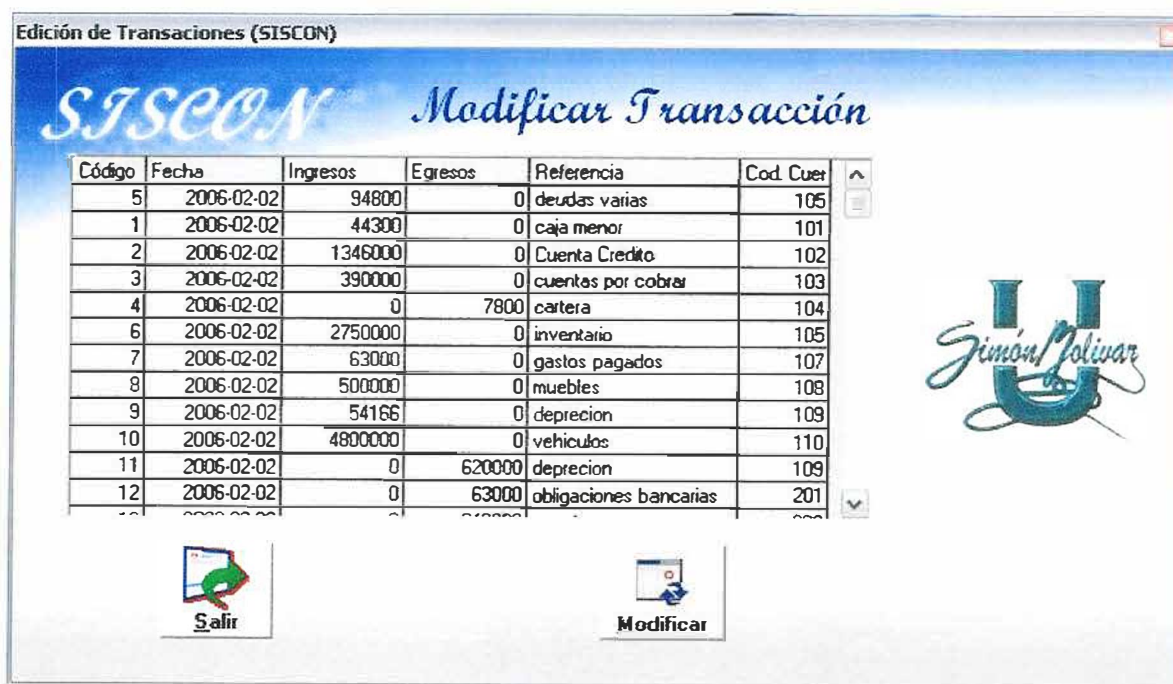 Edición de Transaciones (SISCON)
SISCON Modificar Transacción
Código Fecha Ingresos Egresos Referencia Cod. Cuer
5 2006-02-02 94800 0 deudas varias 105
1 2006-02-02 44300 0 caja menor 101
2 2006-02-02 1346000 0 Cuenta Credito 102
3 2006-02-02 390000 0 cuentas por cobrar 103
4 2006-02-02 0 7800 cartera 104
6 2006-02-02 2750000 0 inventario 105
7 2006-02-02 63000 0 gastos pagados 107
8 2006-02-02 500000 0 muebles 108
9 2006-02-02 54166 0 deprecion 109
10 2006-02-02 4800000 0 vehiculos 110
11 2006-02-02 0 620000 deprecion 109
12 2006-02-02 0 63000 obligaciones bancarias 201
U
Simón Bolivar
Salir
Modificar